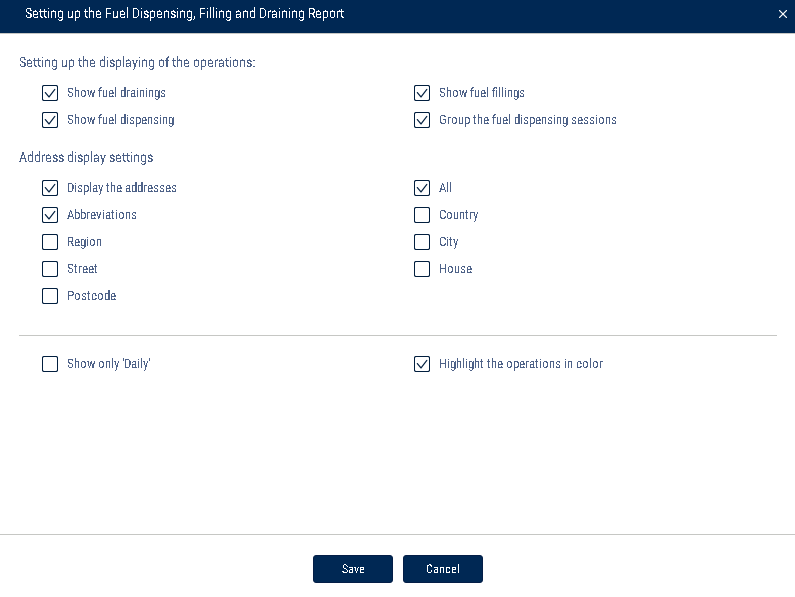 Setting up the Fuel Dispensing, Filling and Draining Report
Setting up the displaying of the operations:
Show fuel drainings
Show fuel fillings
Show fuel dispensing
Group the fuel dispensing sessions
Address display settings
Display the addresses
All
Abbreviations
Country
Region
City
Street
House
Postcode
Show only 'Daily'
Highlight the operations in color
Save
Cancel